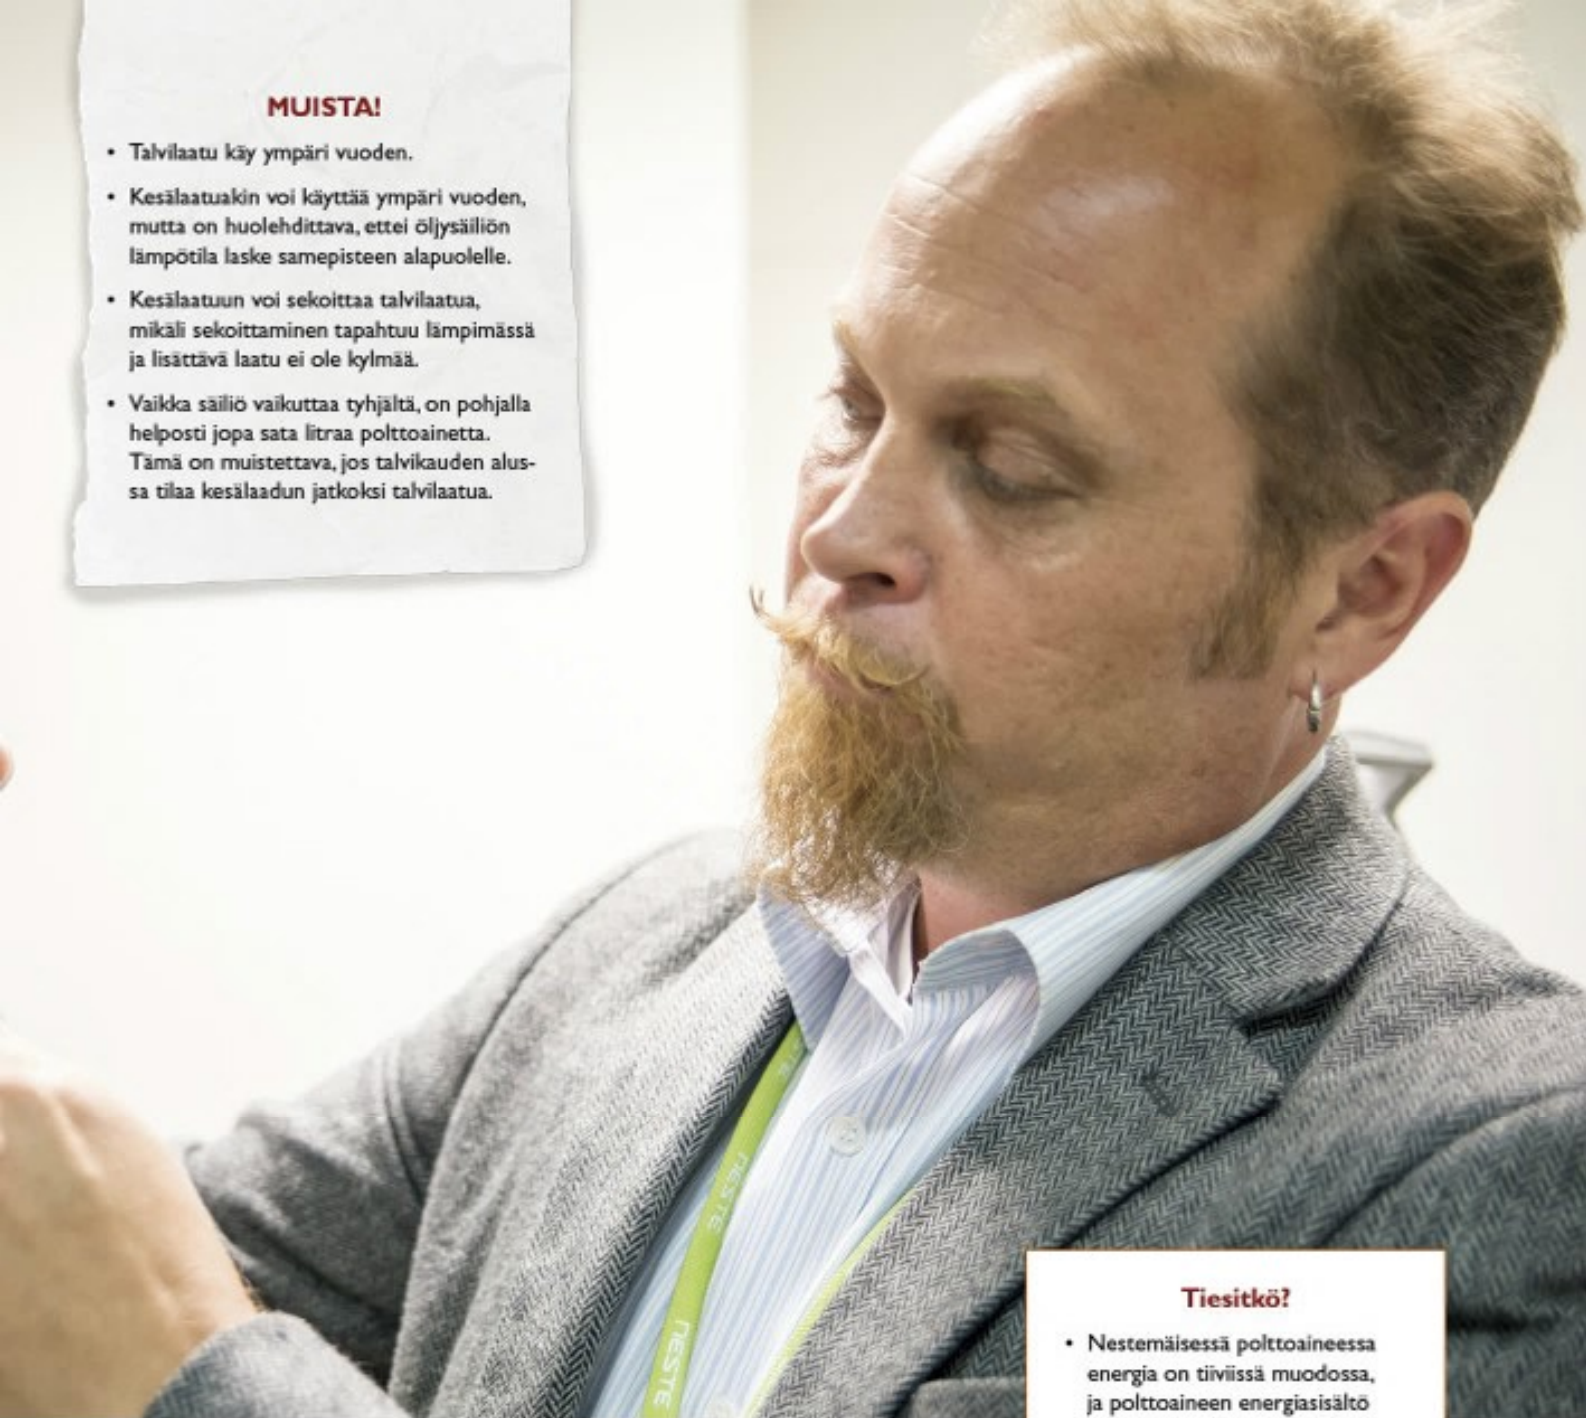 MUISTA!
• Talvilaatu käy ympäri vuoden.
• Kesälaatuakin voi käyttää ympäri vuoden,
mutta on huolehdittava, ettei öljysäiliön
lämpötila laske samepisteen alapuolelle.
• Kesälaatuun voi sekoittaa talvilaatua,
mikäli sekoittaminen tapahtuu lämpimässä
ja lisättävä laatu ei ole kylmää.
• Vaikka säiliö vaikuttaa tyhjältä, on pohjalla
helposti jopa sata litraa polttoainetta.
Tämä on muistettava, jos talvikauden alus-
sa tilaa kesälaadun jatkoksi talvilaatua.
NESTE
NESTE
Tiesitkö?
• Nestemäisessä polttoaineessa
energia on tiiviissä muodossa,
ja polttoaineen energiasisältö